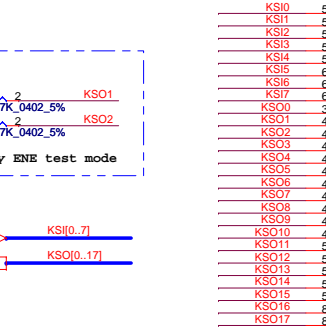 2 KSO1
7K_0402_5%
2 KSO2
7K_0402_5%
ENE test mode
KSI[0..7]
KSO[0..17]
KSI0
KSI1
KSI2
KSI3
KSI4
KSI5
KSI6
KSI7
KSO0
KSO1
KSO2
KSO3
KSO4
KSO5
KSO6
KSO7
KSO8
KSO9
KSO10
KSO11
KSO12
KSO13
KSO14
KSO15
KSO16
KSO17